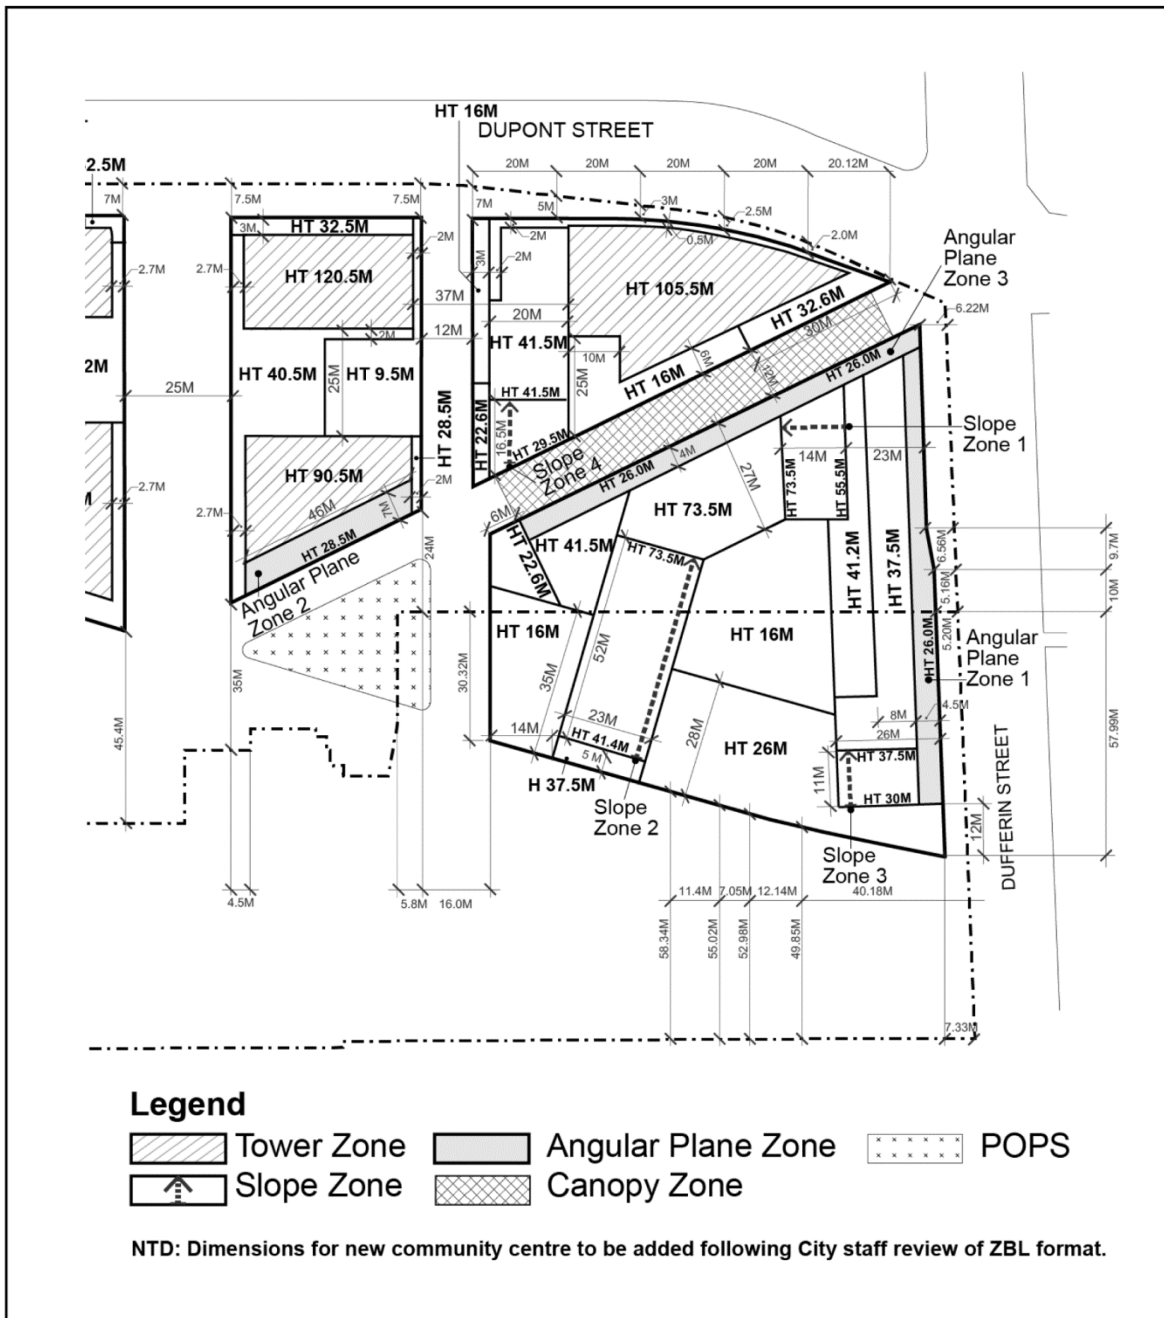 HT 16M
DUPONT STREET
2.5M
20M
20M
20M
20M
20.12M
7M
7.5M
7.5M
7M
5M
3M
2.5M
2.0M
0.5M
3M
HT 32.5M
2M
2M
2M
3M
Angular
Plane
Zone 3
2.7M
2.7M
HT 120.5M
37M
HT 105.5M
HT 32.6M
30M
6.22M
20M
12M
2M
HT 41.5M
10M
6M
12M
HT 26.0M
2M
25M
HT 40.5M
25M
HT 9.5M
HT 28.5M
HT 41.5M
25M
HT 16M
HT 22.6M
16.5M
HT 29.5M
Slope
Zone 4
HT 26.0M
4M
27M
Slope
Zone 1
14M
23M
HT 73.5M
HT 55.5M
HT 90.5M
46M
7M
2M
2.7M
2.7M
HT 28.5M
Angular Plane
Zone 2
24M
6M
HT 22.6M
HT 41.5M
HT 73.5M
HT 73.5M
HT 41.2M
HT 37.5M
6.56M
9.7M
5.16M
10M
HT 16M
52M
35M
HT 16M
5.20M
HT 26.0M
Angular
Plane
Zone 1
35M
30.32M
45.4M
14M
23M
HT 41.4M
5 M
28M
HT 26M
8M
4.5M
26M
HT 37.5M
11M
HT 30M
57.99M
H 37.5M
Slope
Zone 2
Slope
Zone 3
12M
DUFFERIN STREET
4.5M
5.8M
16.0M
11.4M
7.05M
12.14M
40.18M
58.34M
55.02M
52.98M
49.85M
7.33M
Legend
Tower Zone
Angular Plane Zone
POPS
Slope Zone
Canopy Zone
NTD: Dimensions for new community centre to be added following City staff review of ZBL format.